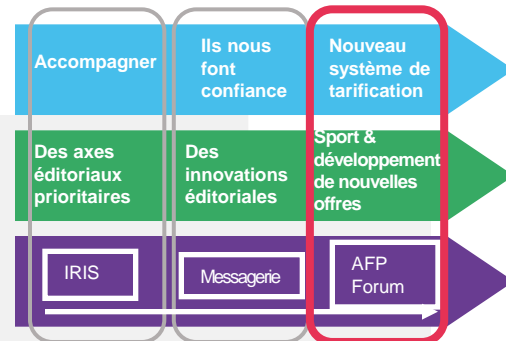 Accompagner
Ils nous
font
confiance
Nouveau
système de
tarification
Des axes
éditoriaux
prioritaires
Des
innovations
éditoriales
Sport &
développement
de nouvelles
offres
IRIS
Messagerie
AFP
Forum